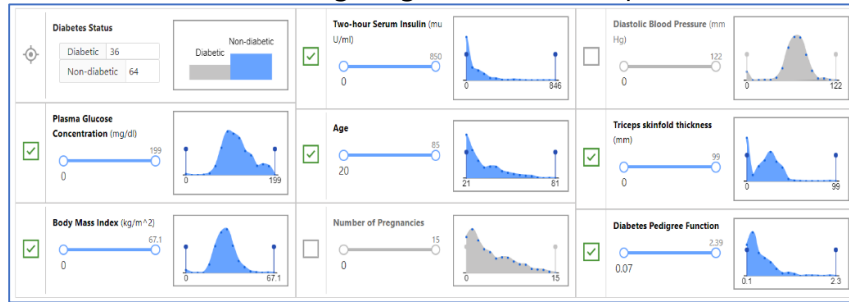 Diabetes Status
Diabetic 36
Non-diabetic 64
Diabetic
Non-diabetic
Two-hour Serum Insulin (mu
U/ml)
850
0
0 846
Diastolic Blood Pressure (mm
Hg)
122
0
0 122
Plasma Glucose
Concentration (mg/dl)
199
0
0 199
Age
85
20
21 81
Triceps skinfold thickness
(mm)
99
0
0 99
Body Mass Index (kg/m^2)
67.1
0
0 67.1
Number of Pregnancies
15
0
0 15
Diabetes Pedigree Function
2.39
0.07
0.1 2.3